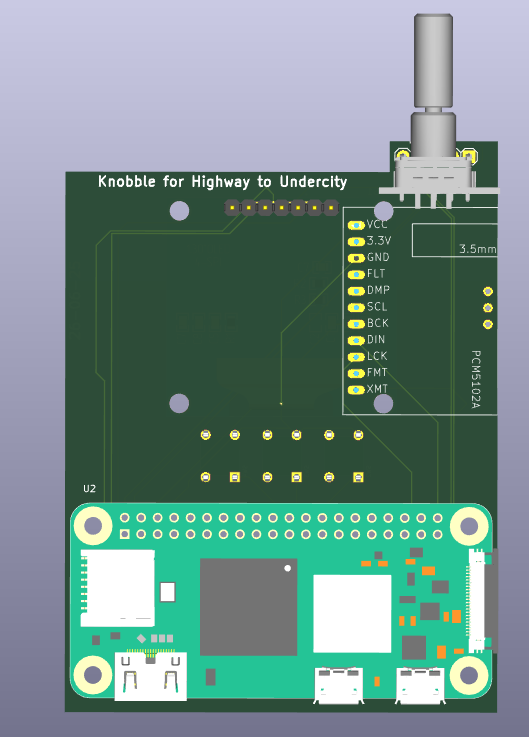 Knobble for Highway to Undercity
VCC
3.3V
3.5mm
GND
FLT
DMP
SCL
BCK
DIN
LCK
FMT
XMT
PCM5102A
U2